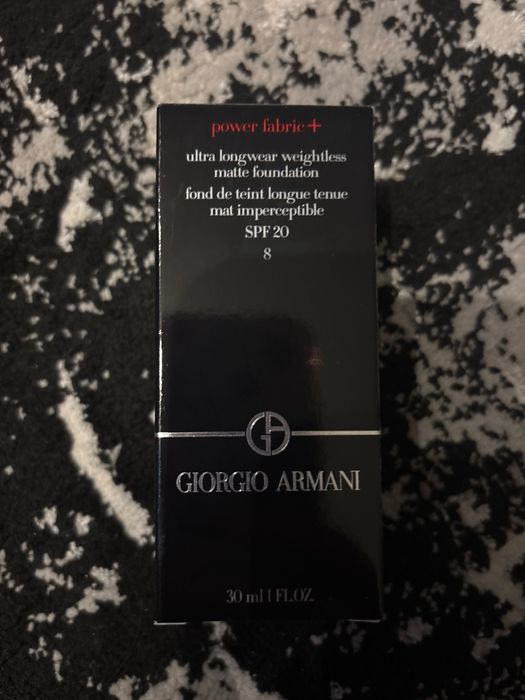 power fabric+
ultra longwear weightless
matte foundation
fond de teint longue tenue
mat imperceptible
SPF 20
8
GA
GIORGIO ARMANI
30 ml 1 FL.OZ.